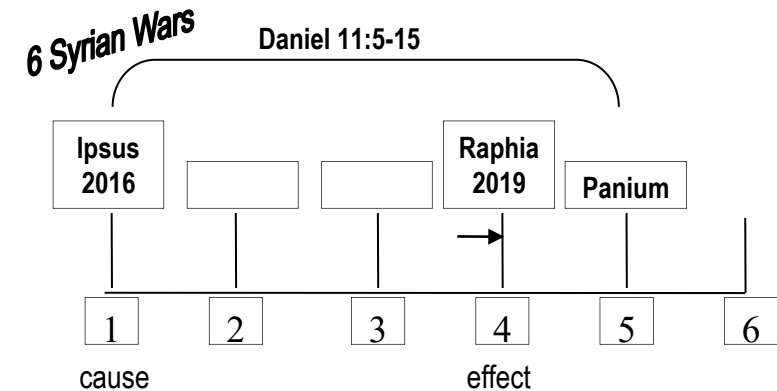 6 Syrian Wars
Daniel 11:5-15
Ipsus
2016
Raphia
2019
Panium
1 2 3 4 5 6
cause effect